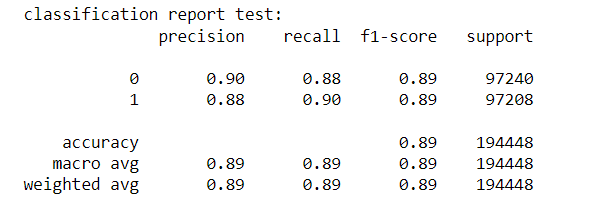 classification report test:
precision recall f1-score support
0 0.90 0.88 0.89 97240
1 0.88 0.90 0.89 97208
accuracy 0.89 194448
macro avg 0.89 0.89 0.89 194448
weighted avg 0.89 0.89 0.89 194448